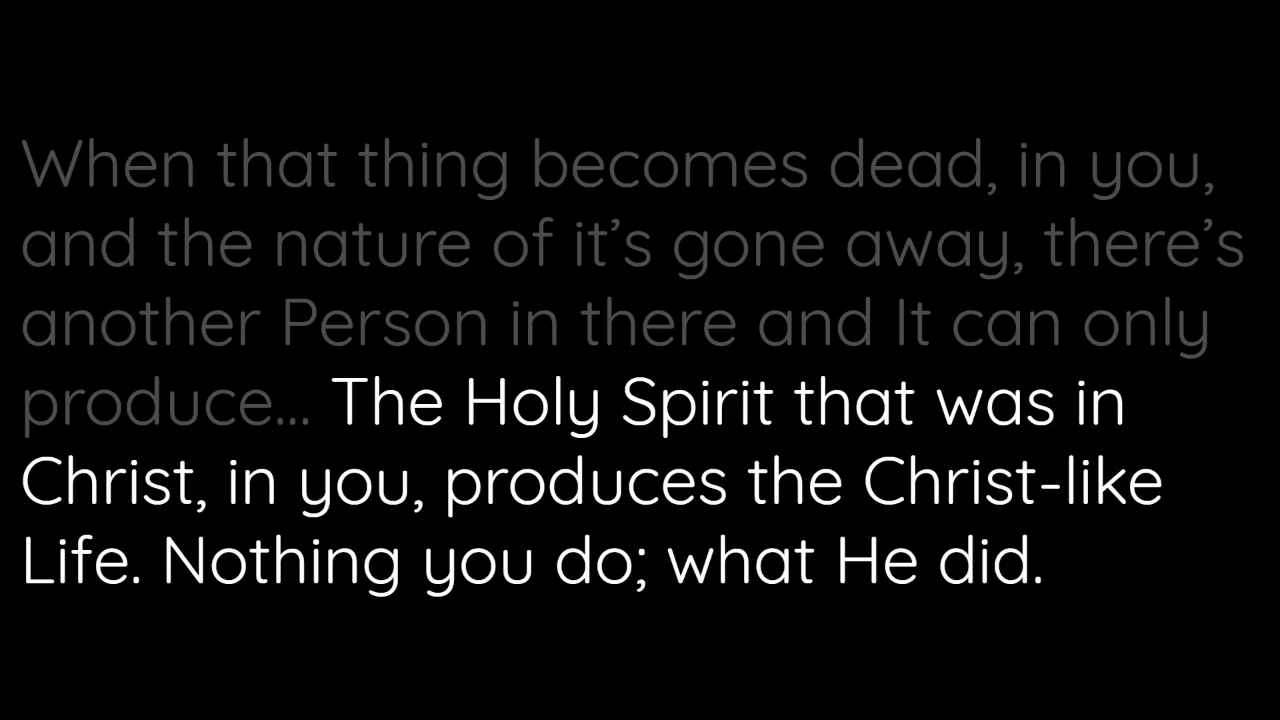 When that thing becomes dead, in you,
and the nature of it’s gone away, there’s
another Person in there and It can only
produce... The Holy Spirit that was in
Christ, in you, produces the Christ-like
Life. Nothing you do; what He did.